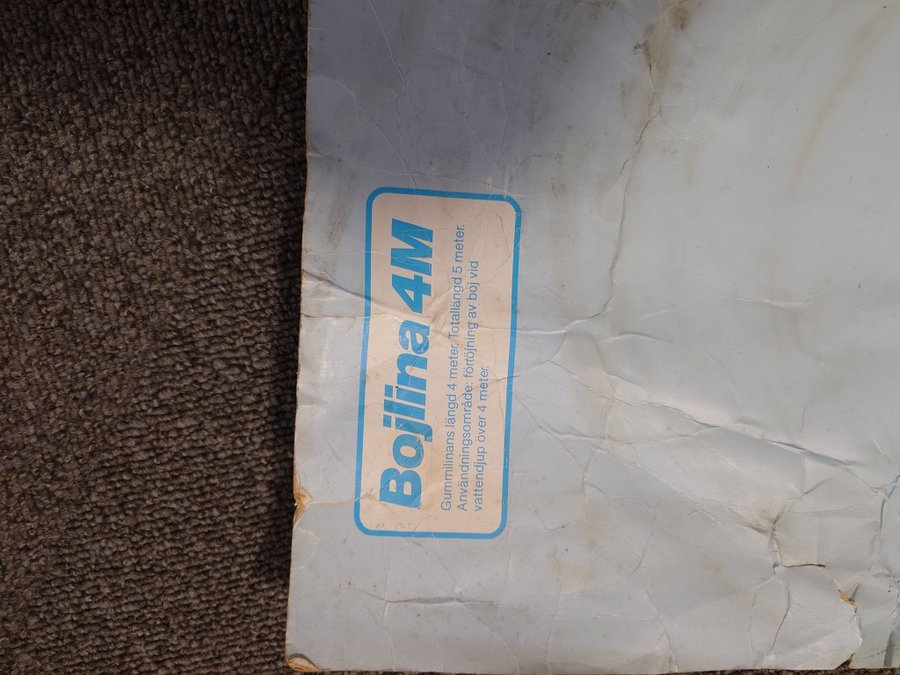 Bojlina 4M
Gummilinans längd 4 meter. Totallängd 5 meter.
Användningsområde: förtöjning av boj vid
vattendjup över 4 meter.